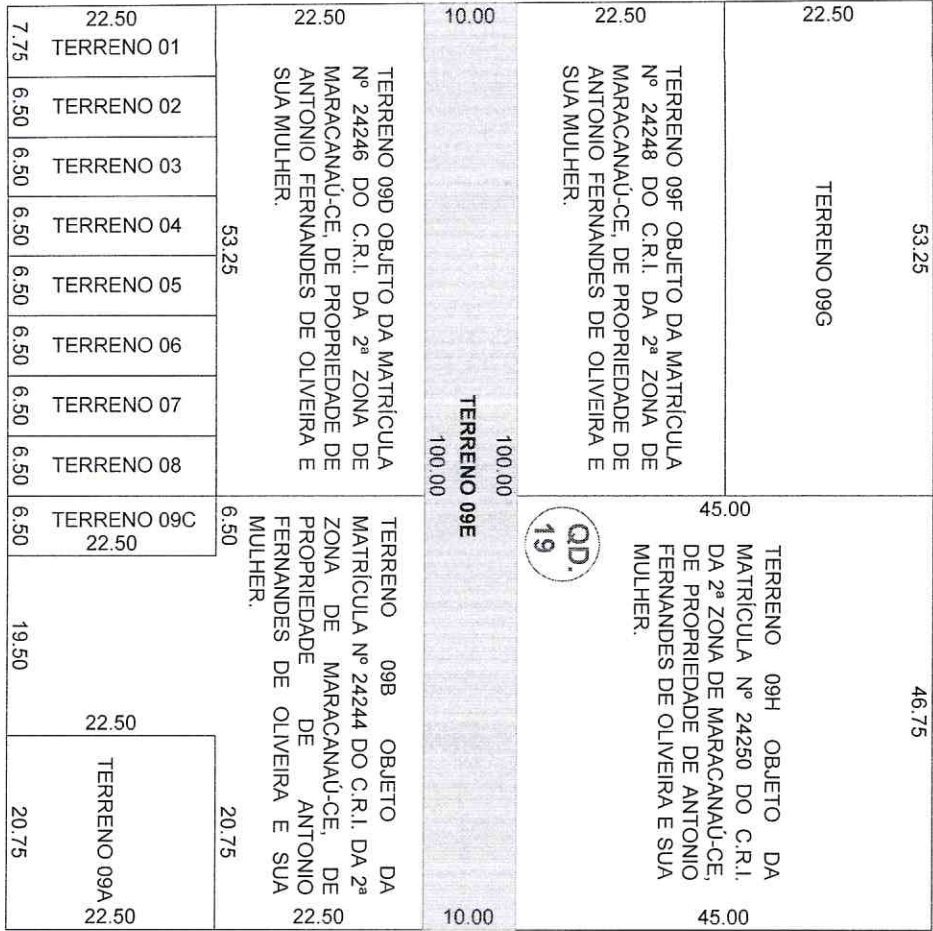 22.50
22.50
10.00
22.50
22.50
7.75
TERRENO 01
6.50
TERRENO 02
6.50
TERRENO 03
6.50
TERRENO 04
6.50
TERRENO 05
6.50
TERRENO 06
6.50
TERRENO 07
6.50
TERRENO 08
6.50
TERRENO 09C
22.50
19.50
22.50
TERRENO 09A
20.75
22.50
53.25
6.50
20.75
TERRENO 09D OBJETO DA MATRÍCULA
Nº 24246 DO C.R.I. DA 2ª ZONA DE
MARACANAÚ-CE, DE PROPRIEDADE DE
ANTONIO FERNANDES DE OLIVEIRA E
SUA MULHER.
TERRENO 09B OBJETO DA
MATRÍCULA Nº 24244 DO C.R.I. DA 2ª
ZONA DE MARACANAÚ-CE, DE
PROPRIEDADE DE ANTONIO
FERNANDES DE OLIVEIRA E SUA
MULHER.
22.50
100.00
TERRENO 09E
100.00
10.00
TERRENO 09F OBJETO DA MATRÍCULA
Nº 24248 DO C.R.I. DA 2ª ZONA DE
MARACANAÚ-CE, DE PROPRIEDADE DE
ANTONIO FERNANDES DE OLIVEIRA E
SUA MULHER.
TERRENO 09G
53.25
45.00
QD.
19
TERRENO 09H OBJETO DA
MATRÍCULA Nº 24250 DO C.R.I.
DA 2ª ZONA DE MARACANAÚ-CE,
DE PROPRIEDADE DE ANTONIO
FERNANDES DE OLIVEIRA E SUA
MULHER.
46.75
45.00